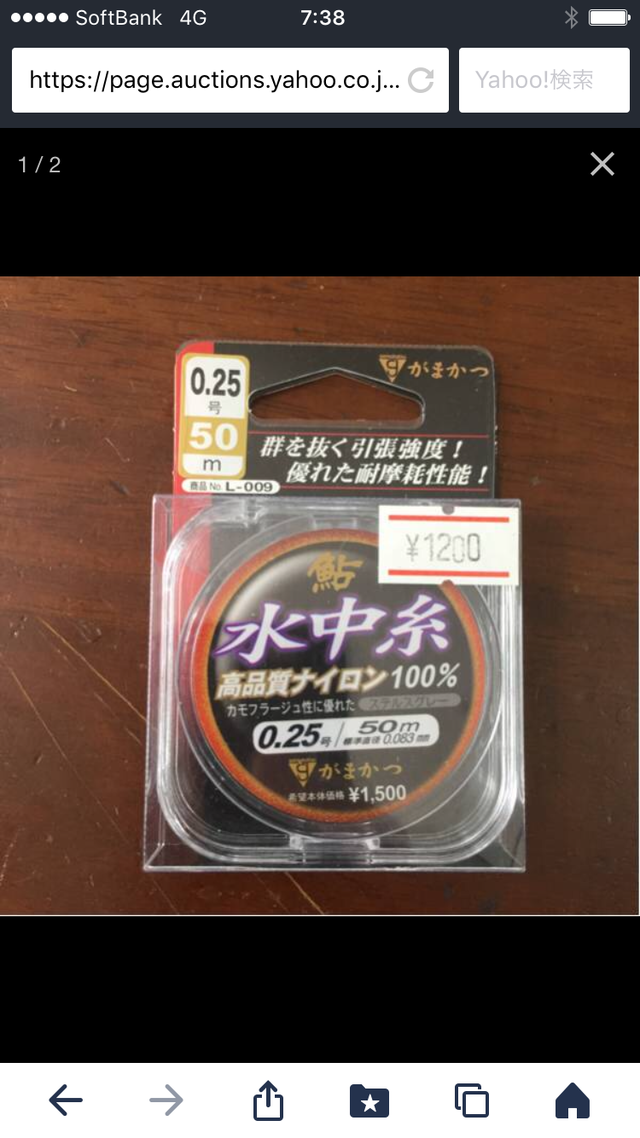 SoftBank 4G 7:38
https://page.auctions.yahoo.co.j...
Yahoo!検索
1 / 2
0.25
号
50
m
商品No. L-009
がまかつ
群を抜く引張強度！
優れた耐摩耗性能！
¥1200
鮎
水中糸
高品質ナイロン100%
カモフラージュ性に優れた ステルスグレー
0.25号/50m
標準直径 0.083mm
がまかつ
希望本体価格 ¥1,500